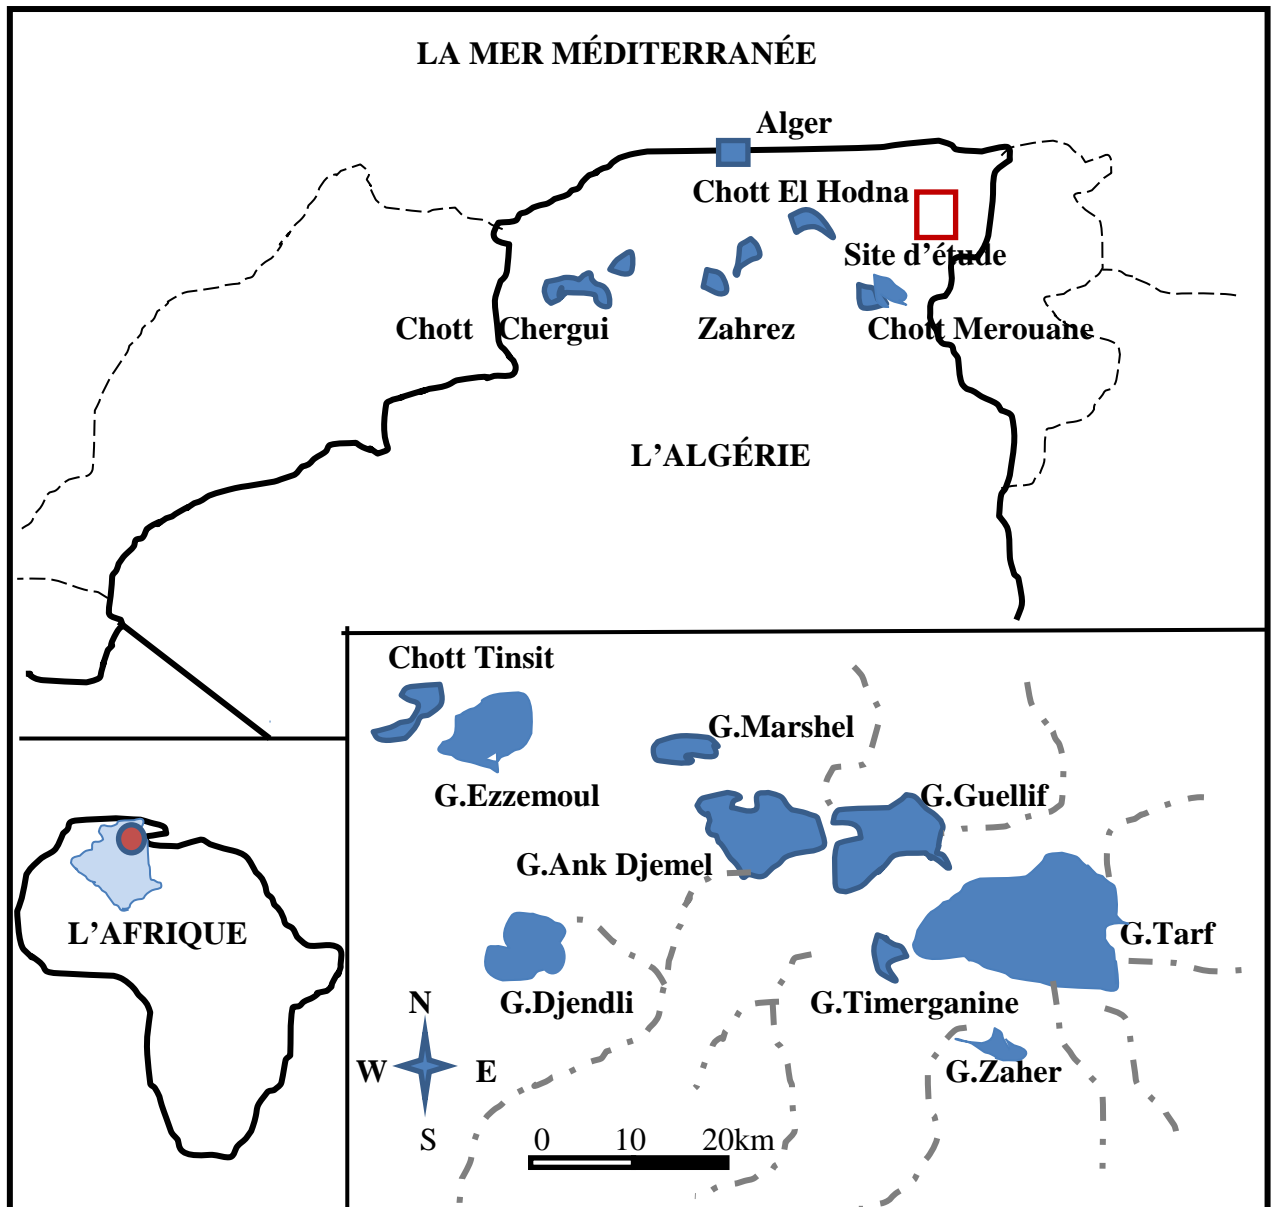 LA MER MÉDITERRANÉE
Alger
Chott El Hodna
Site d’étude
Chott Chergui
Zahrez
Chott Merouane
L’ALGÉRIE
Chott Tinsit
G.Marshel
G.Ezzemoul
G.Guellif
G.Ank Djemel
L’AFRIQUE
G.Tarf
G.Djendli
G.Timerganine
N
W
E
G.Zaher
S
0 10 20km